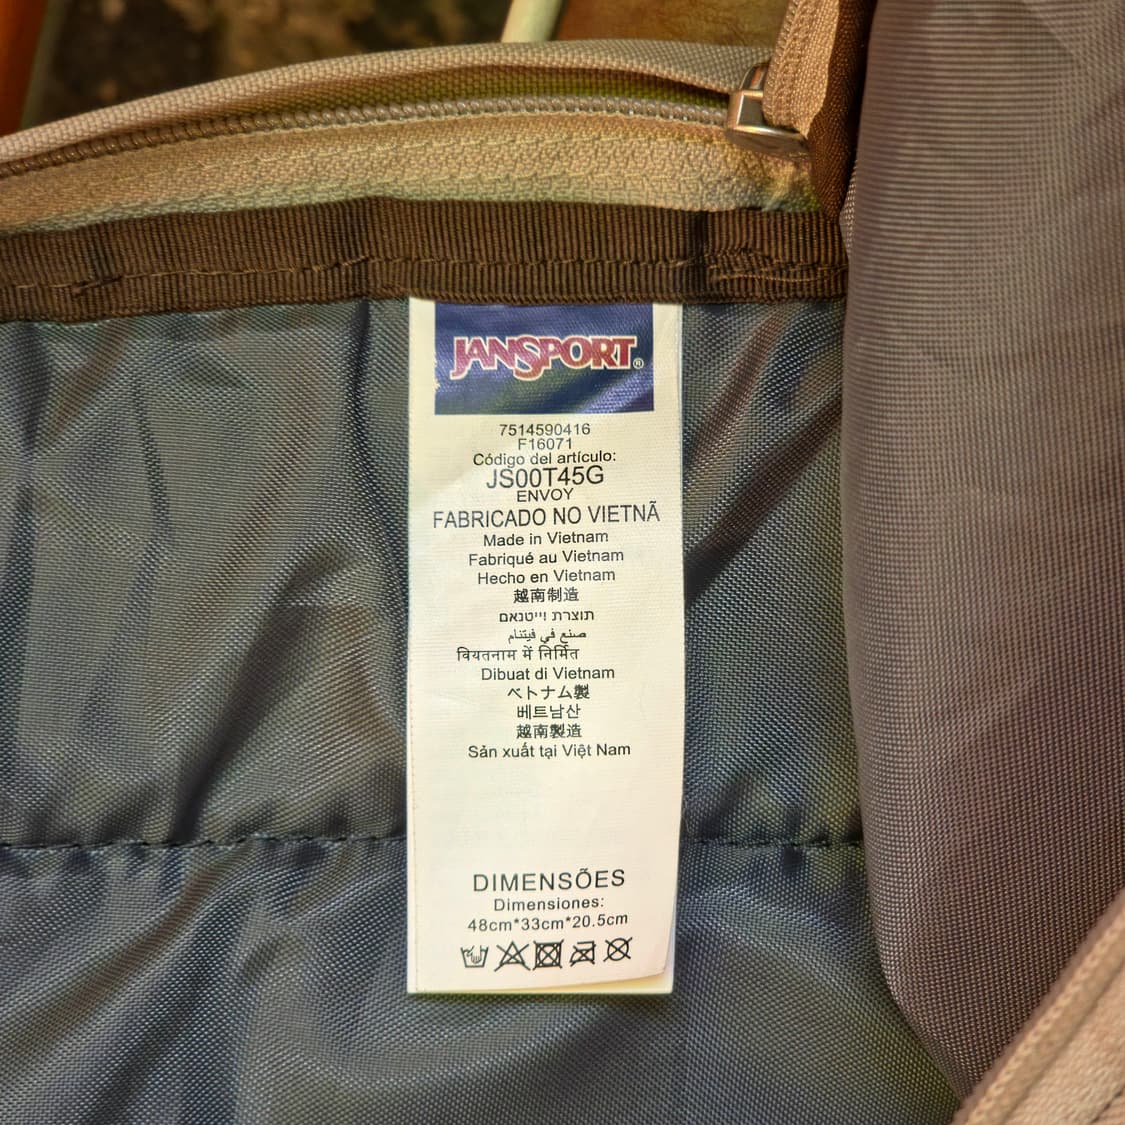 JANSPORT®
7514590416
F16071
Código del artículo:
JS00T45G
ENVOY
FABRICADO NO VIETNÃ
Made in Vietnam
Fabriqué au Vietnam
Hecho en Vietnam
越南制造
תוצרת וייטנאם
صنع في فيتنام
वियतनाम में निर्मित
Dibuat di Vietnam
ベトナム製
베트남산
越南製造
Sản xuất tại Việt Nam
DIMENSÕES
Dimensiones:
48cm*33cm*20.5cm